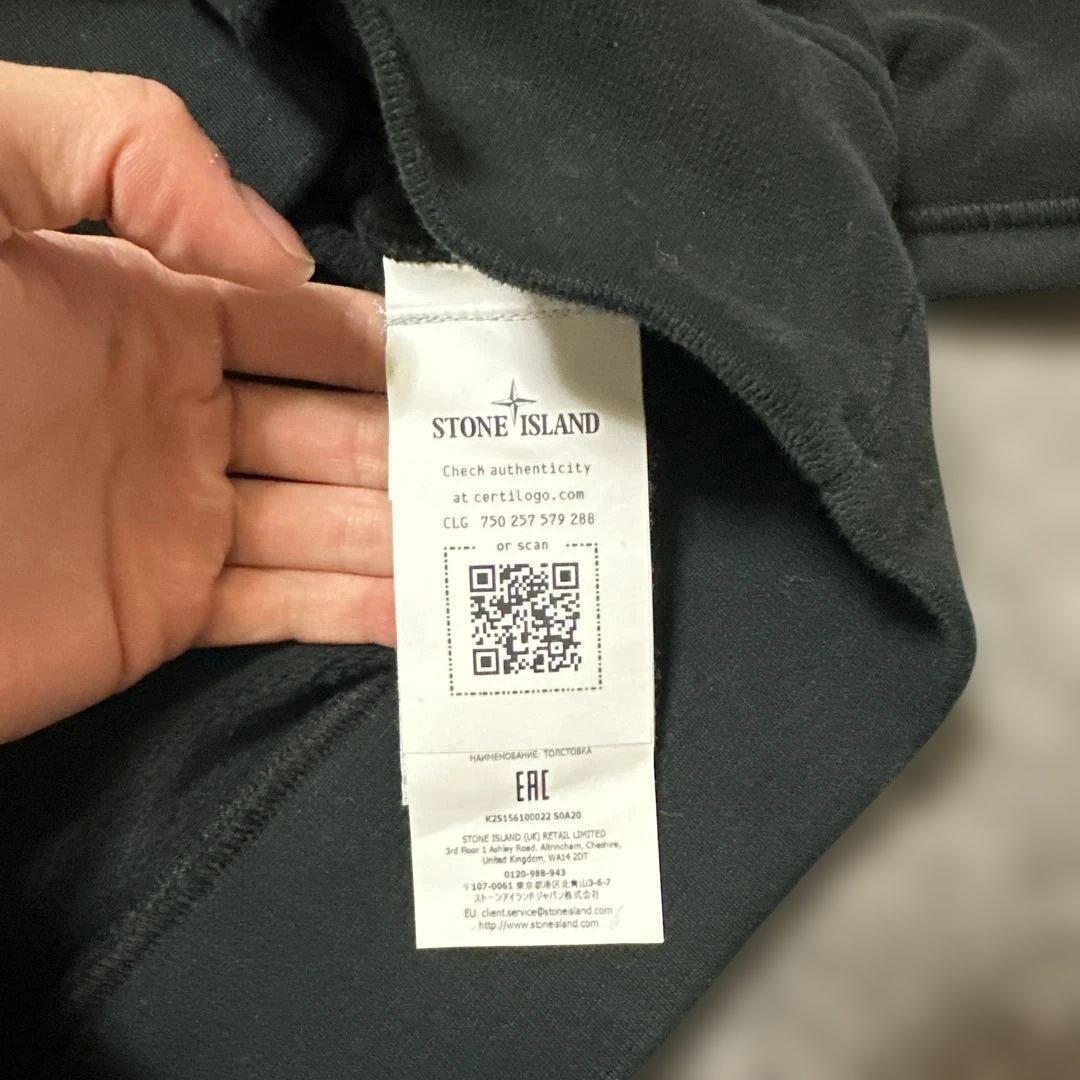 STONE ISLAND
Check authenticity
at certilogo.com
CLG 750 257 579 288
or scan
НАИМЕНОВАНИЕ: ТОЛСТОВКА
EAC
K2S156100022 S0A20
STONE ISLAND (UK) RETAIL LIMITED
3rd Floor 1 Ashley Road, Altrincham, Cheshire,
United Kingdom, WA14 2DT
0120-988-943
〒107-0061 東京都港区北青山3-6-7
ストーンアイランドジャパン株式会社
EU: client.service@stoneisland.com
http://www.stoneisland.com